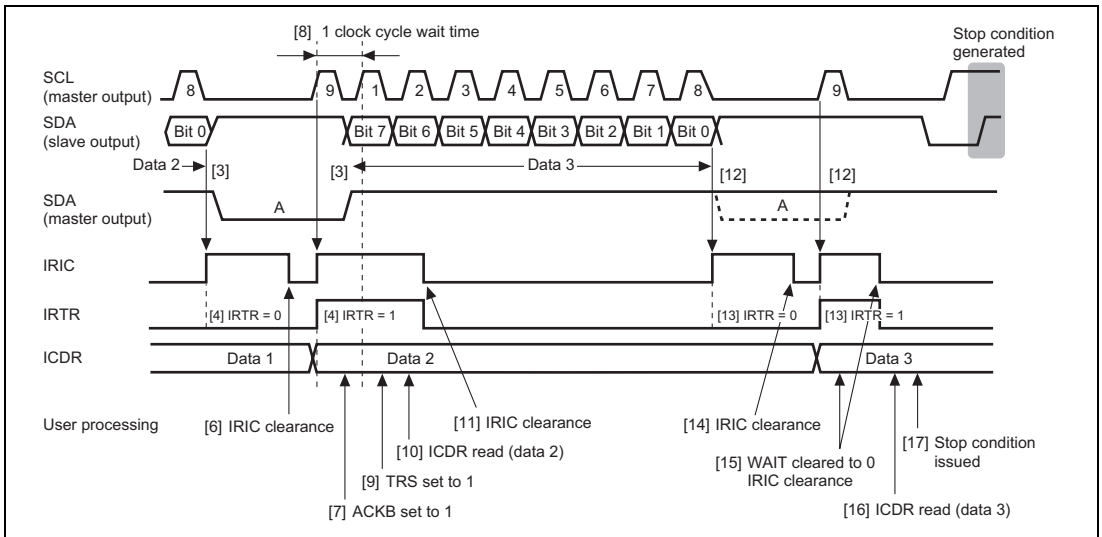 [8] 1 clock cycle wait time
Stop condition
generated
SCL
(master output)
8 9 1 2 3 4 5 6 7 8 9
SDA
(slave output)
Bit 0 Bit 7 Bit 6 Bit 5 Bit 4 Bit 3 Bit 2 Bit 1 Bit 0
Data 2 [3] [3] Data 3 [12] [12]
SDA
(master output)
A A
IRIC
IRTR
[4] IRTR = 0 [4] IRTR = 1 [13] IRTR = 0 [13] IRTR = 1
ICDR
Data 1 Data 2 Data 3
User processing
[6] IRIC clearance
[11] IRIC clearance
[10] ICDR read (data 2)
[9] TRS set to 1
[7] ACKB set to 1
[14] IRIC clearance
[15] WAIT cleared to 0
IRIC clearance
[17] Stop condition
issued
[16] ICDR read (data 3)